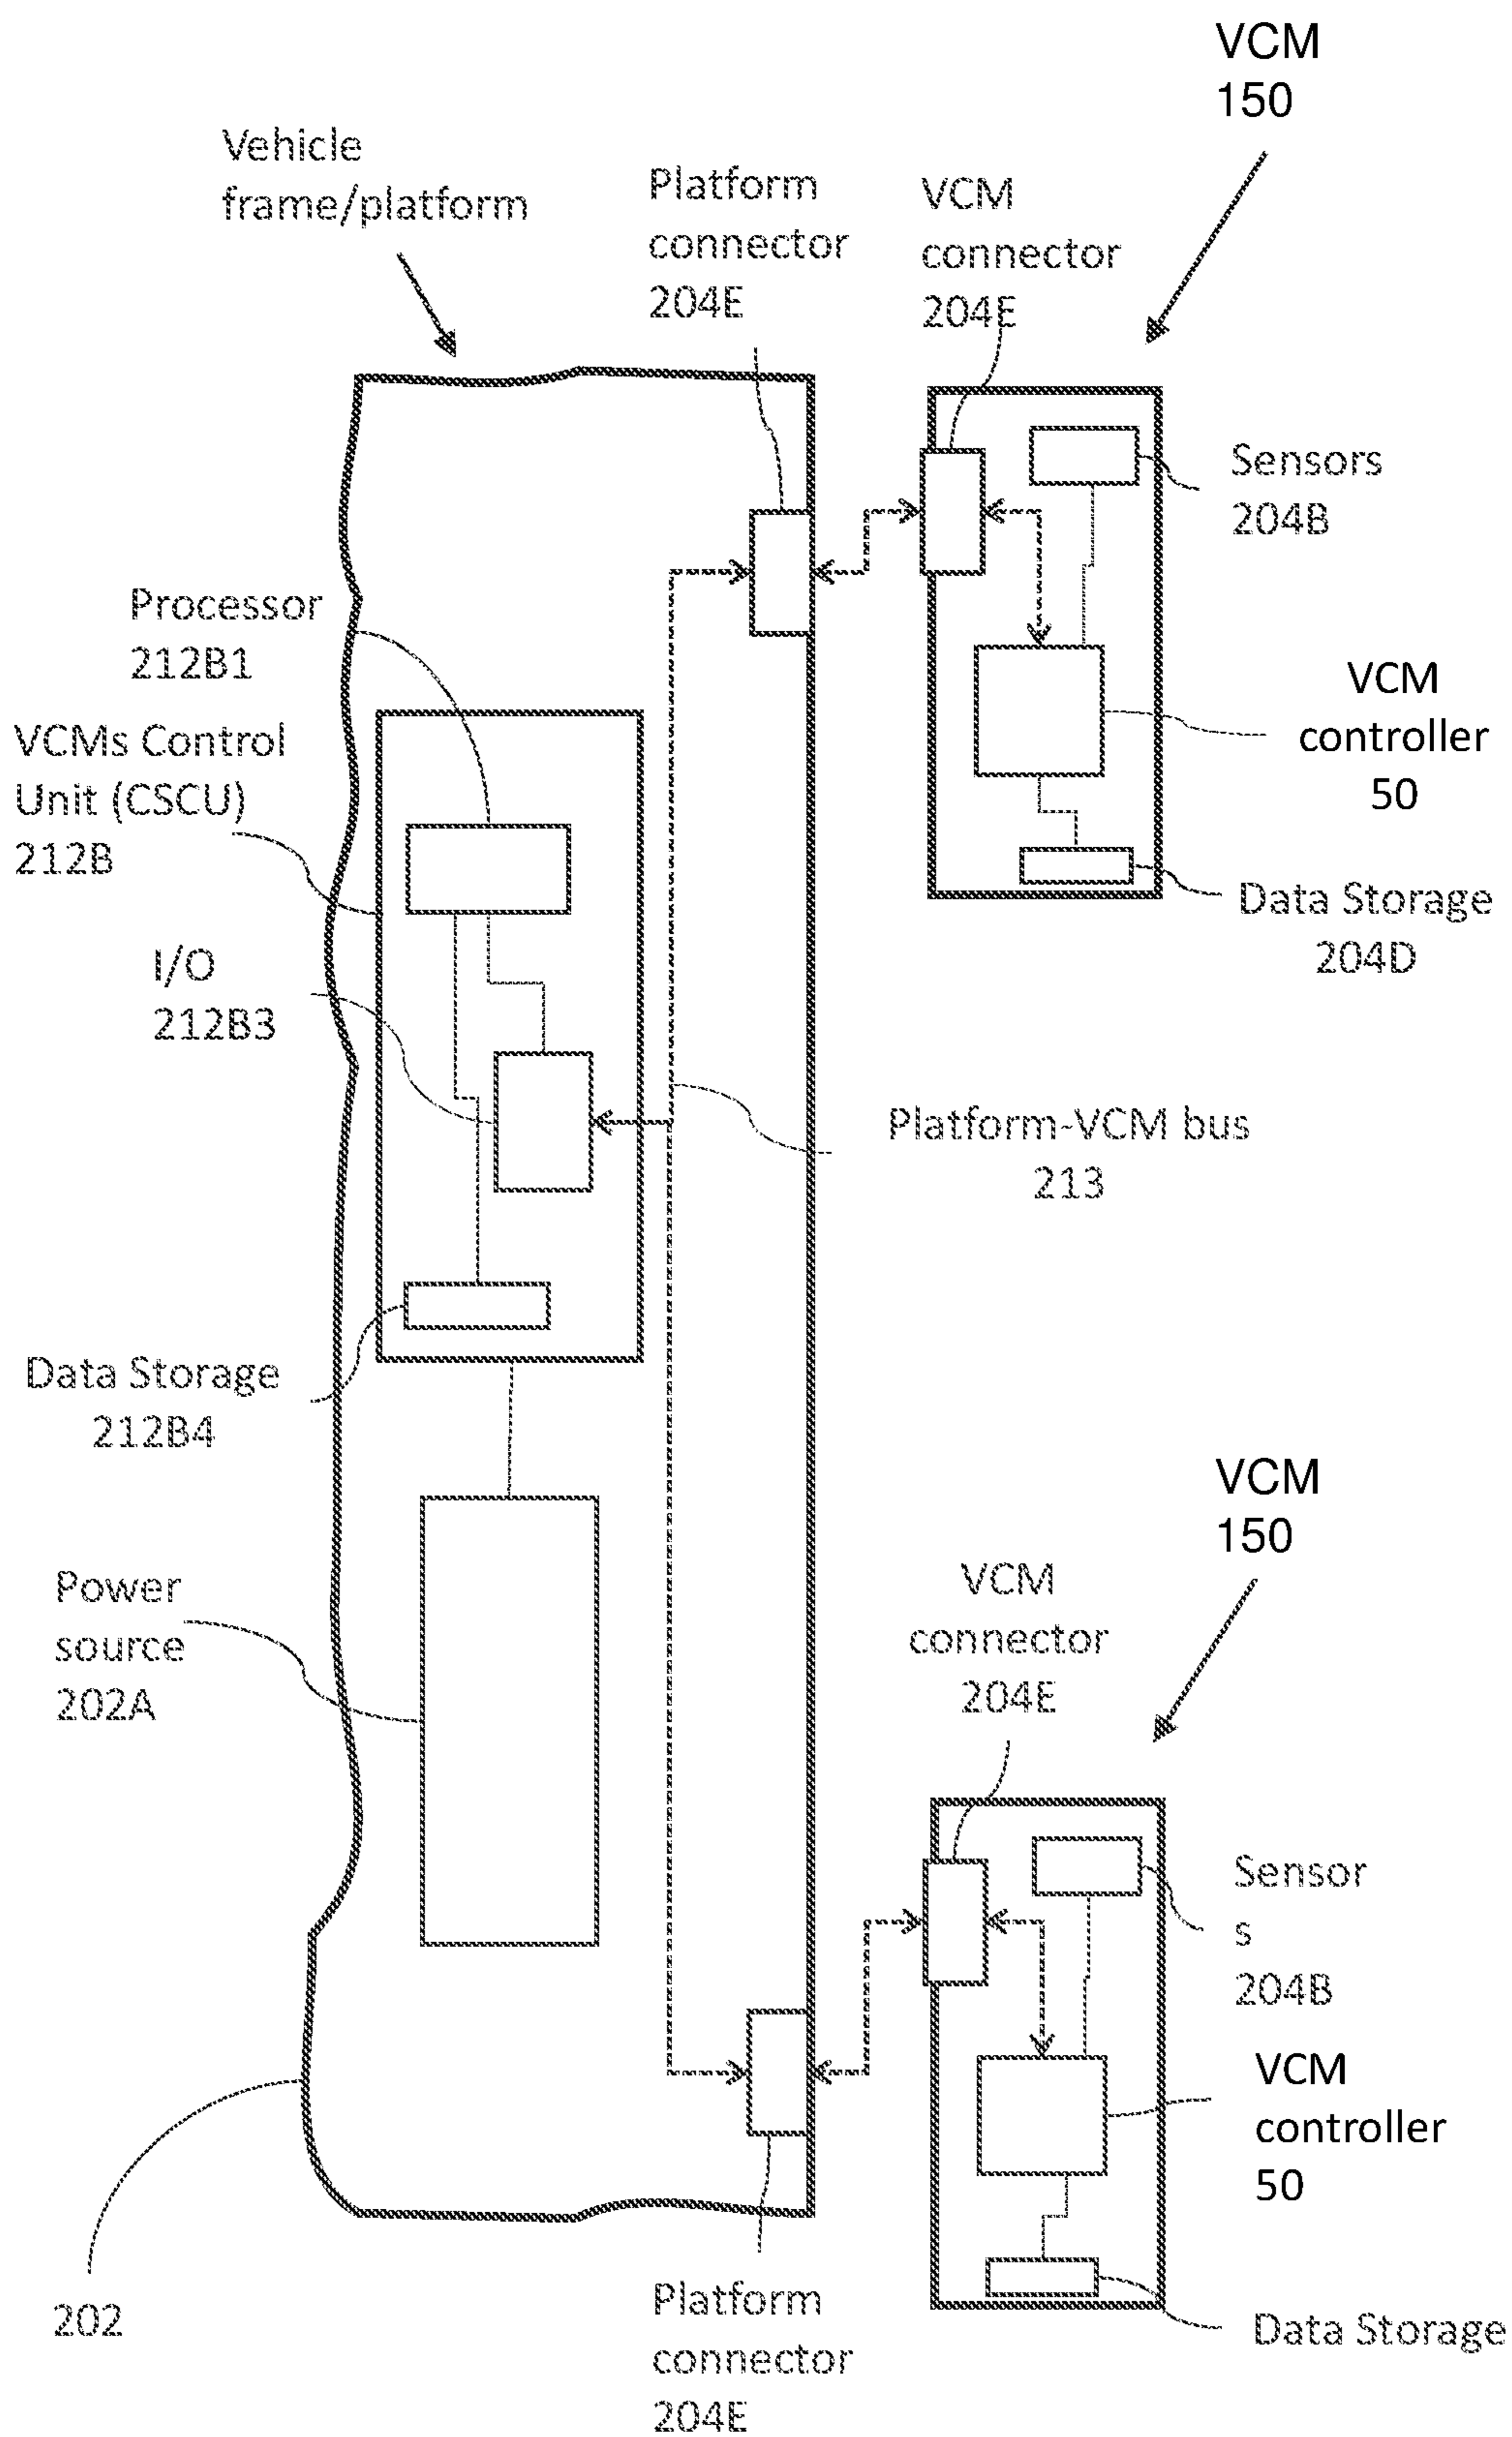 VCM
150
Vehicle
frame/platform
Platform
connector
204E
VCM
connector
204E
Sensors
204B
Processor
212B1
VCM
controller
50
VCMs Control
Unit (CSCU)
212B
Data Storage
204D
I/O
212B3
Platform-VCM bus
213
Data Storage
212B4
VCM
150
Power
source
202A
VCM
connector
204E
Sensor
s
204B
VCM
controller
50
202
Platform
connector
204E
Data Storage